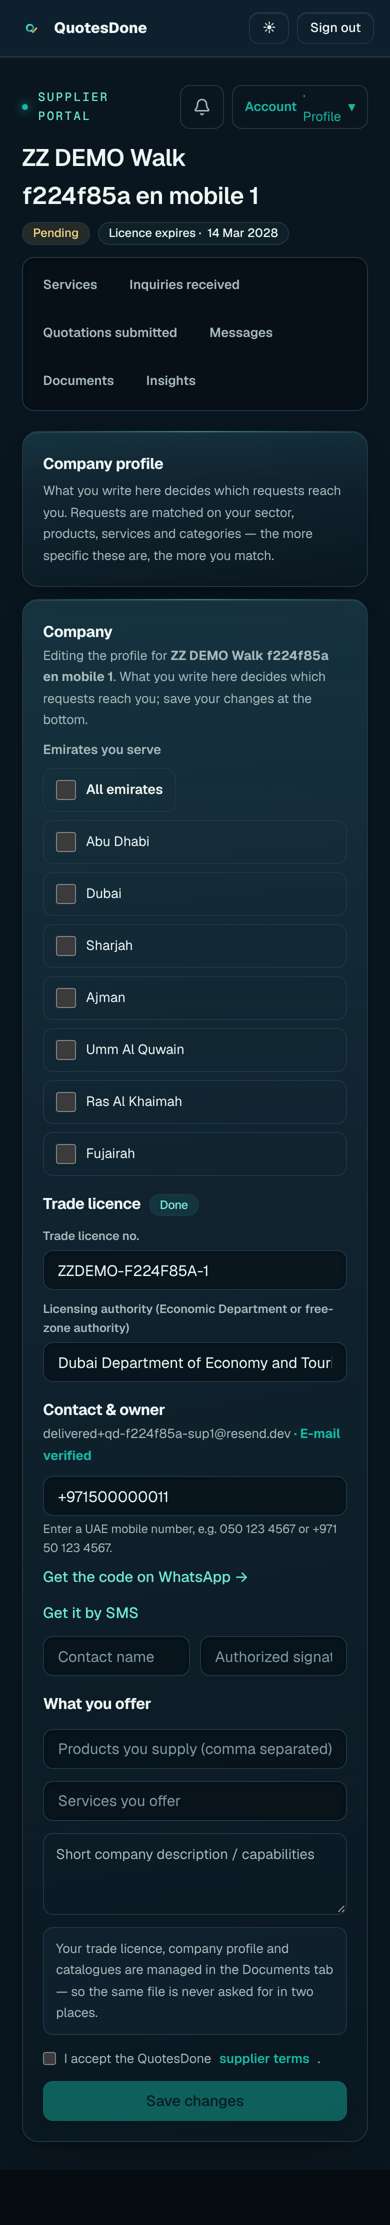 QuotesDone
☀ Sign out
SUPPLIER
PORTAL
Account · Profile ▾
ZZ DEMO Walk
f224f85a en mobile 1
Pending Licence expires · 14 Mar 2028
Services Inquiries received
Quotations submitted Messages
Documents Insights
Company profile
What you write here decides which requests reach
you. Requests are matched on your sector,
products, services and categories — the more
specific these are, the more you match.
Company
Editing the profile for ZZ DEMO Walk f224f85a
en mobile 1. What you write here decides which
requests reach you; save your changes at the
bottom.
Emirates you serve
All emirates
Abu Dhabi
Dubai
Sharjah
Ajman
Umm Al Quwain
Ras Al Khaimah
Fujairah
Trade licence Done
Trade licence no.
ZZDEMO-F224F85A-1
Licensing authority (Economic Department or free-
zone authority)
Dubai Department of Economy and Touri
Contact & owner
delivered+qd-f224f85a-sup1@resend.dev · E-mail
verified
+971500000011
Enter a UAE mobile number, e.g. 050 123 4567 or +971
50 123 4567.
Get the code on WhatsApp →
Get it by SMS
Contact name Authorized signat
What you offer
Products you supply (comma separated)
Services you offer
Short company description / capabilities
Your trade licence, company profile and
catalogues are managed in the Documents tab
— so the same file is never asked for in two
places.
I accept the QuotesDone supplier terms .
Save changes